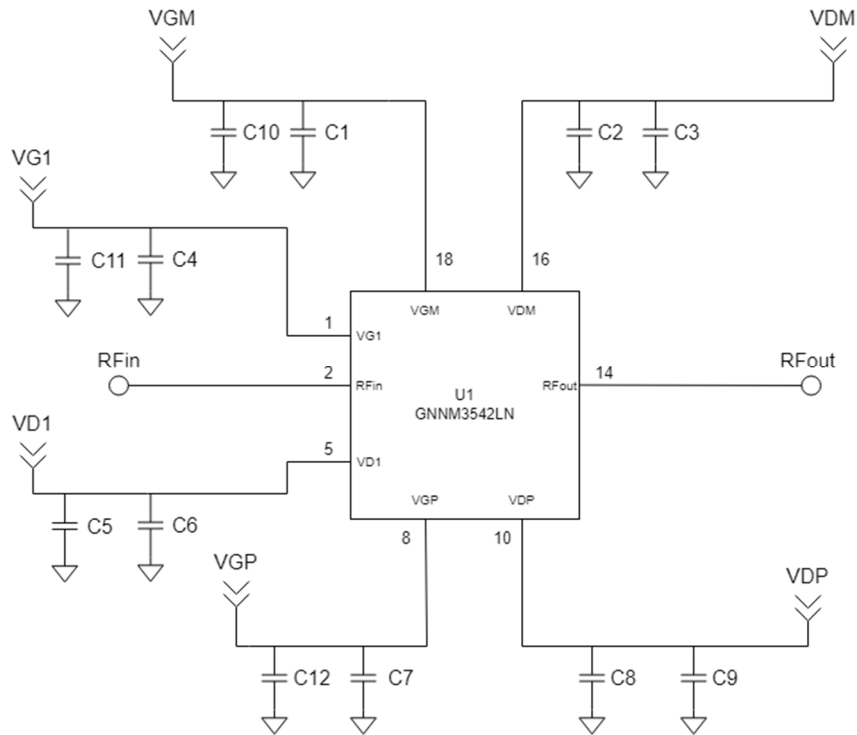 VGM
VDM
C10
C1
C2
C3
VG1
C11
C4
18
16
VGM
VDM
1
VG1
RFin
2
RFin
U1
GNNM3542LN
RFout
14
RFout
VD1
5
VD1
VGP
VDP
C5
C6
8
10
VGP
VDP
C12
C7
C8
C9